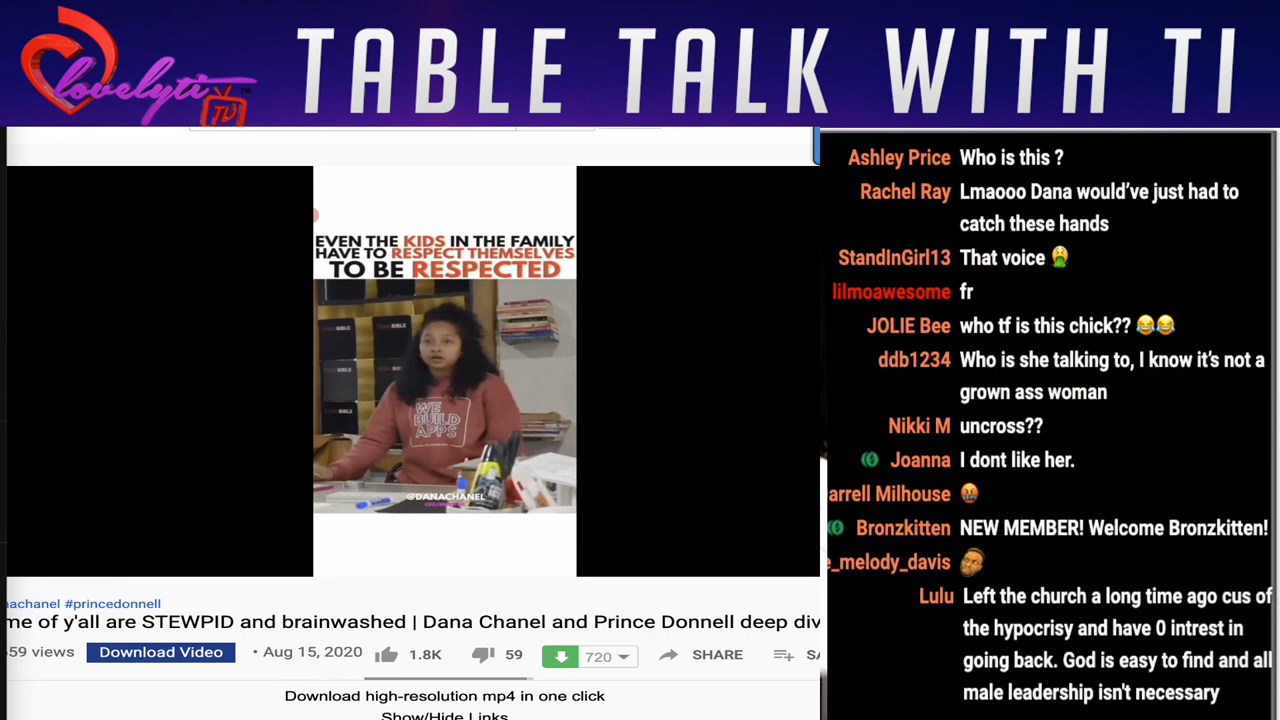 lovelyti TV™
TABLE TALK WITH TI
EVEN THE KIDS IN THE FAMILY
HAVE TO RESPECT THEMSELVES
TO BE RESPECTED
BIBLE
BIBLE
BIBLE
WE
BUILD
APPS
@DANACHANEL
nachanel #princedonnell
me of y'all are STEWPID and brainwashed | Dana Chanel and Prince Donnell deep div
59 views Download Video • Aug 15, 2020 1.8K 59 720 SHARE SA
Download high-resolution mp4 in one click
Show/Hide Links
Ashley Price Who is this ?
Rachel Ray Lmaooo Dana would've just had to
catch these hands
StandInGirl13 That voice 🤮
lilmoawesome fr
JOLIE Bee who tf is this chick?? 😂😂
ddb1234 Who is she talking to, I know it's not a
grown ass woman
Nikki M uncross??
Joanna I dont like her.
arrell Milhouse 🤬
Bronzkitten NEW MEMBER! Welcome Bronzkitten!
e_melody_davis
Lulu Left the church a long time ago cus of
the hypocrisy and have 0 intrest in
going back. God is easy to find and all
male leadership isn't necessary